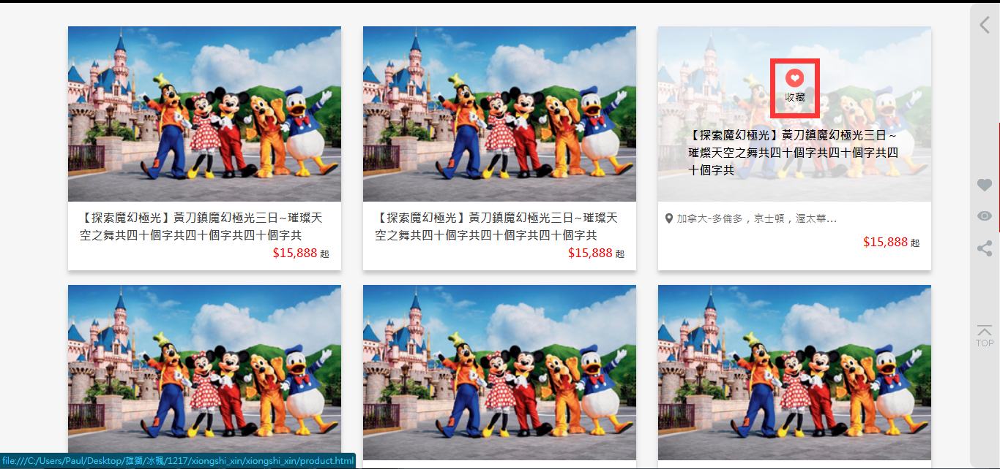 收藏
【探索魔幻極光】黃刀鎮魔幻極光三日~
璀燦天空之舞共四十個字共四十個字共四
十個字共
【探索魔幻極光】黃刀鎮魔幻極光三日~璀璨天
空之舞共四十個字共四十個字共四十個字共
$15,888 起
【探索魔幻極光】黃刀鎮魔幻極光三日~璀璨天
空之舞共四十個字共四十個字共四十個字共
$15,888 起
加拿大-多倫多，京士頓，渥太華...
$15,888 起
TOP
file:///C:/Users/Paul/Desktop/雄獅/冰楓/1217/xiongshi_xin/xiongshi_xin/product.html